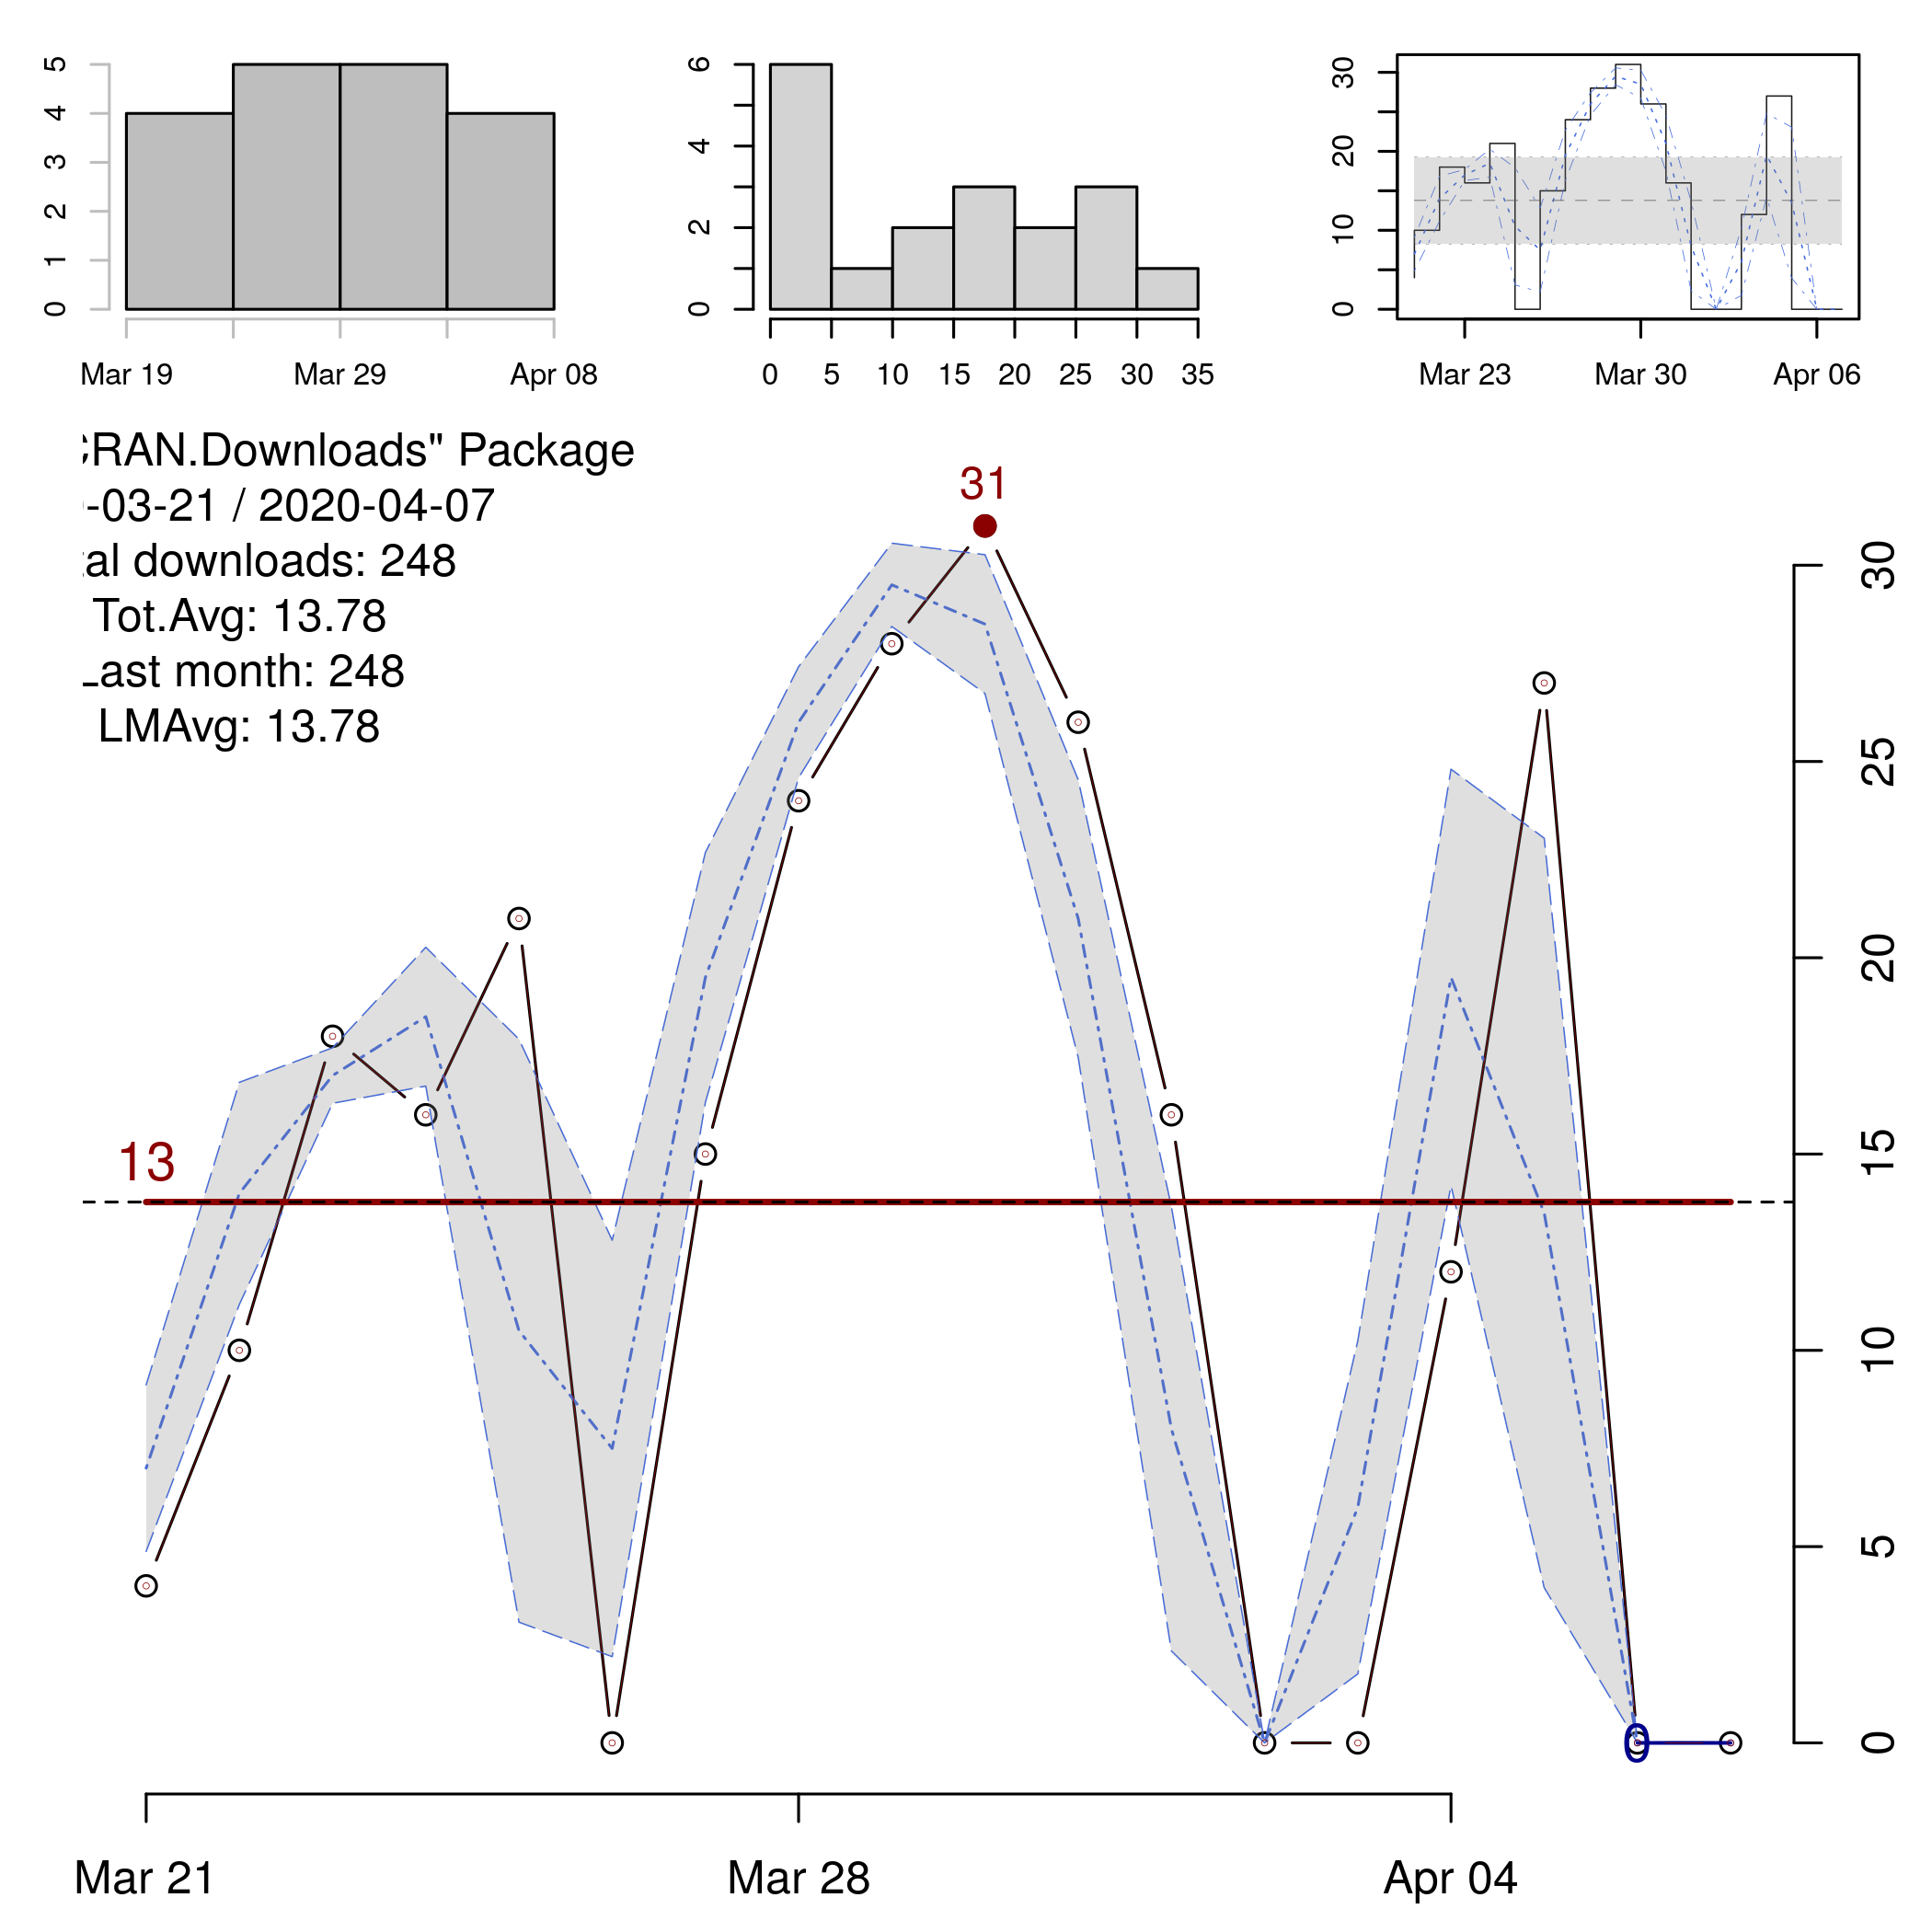 5
4
3
2
1
0
Mar 19 Mar 29 Apr 08
6
4
2
0
0 5 10 15 20 25 30 35
30
20
10
0
Mar 23 Mar 30 Apr 06
CRAN.Downloads" Package
-03-21 / 2020-04-07
al downloads: 248
Tot.Avg: 13.78
Last month: 248
LMAvg: 13.78
31
13
0
30
25
20
15
10
5
0
Mar 21 Mar 28 Apr 04